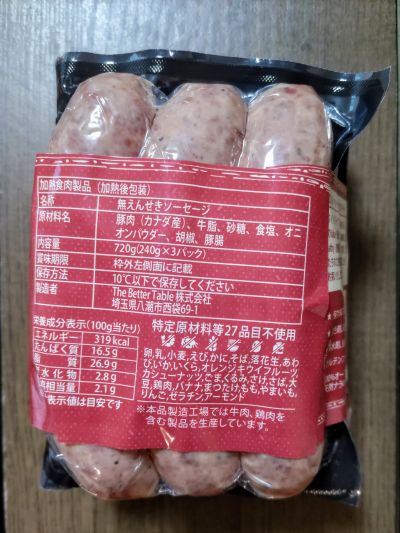 加熱食肉製品(加熱後包装)
名称 無えんせきソーセージ
原材料名 豚肉(カナダ産)、牛脂、砂糖、食塩、オニ
オンパウダー、胡椒、豚腸
内容量 720g(240g×3パック)
賞味期限 枠外左側面に記載
保存方法 10℃以下で保存してください
製造者 The Better Table 株式会社
埼玉県八潮市西袋69-1
栄養成分表示(100g当たり)
エネルギー 319kcal
たんぱく質 16.5g
脂質 26.9g
炭水化物 2.8g
食塩相当量 2.1g
表示値は目安です
特定原材料等27品目不使用
卵,乳,小麦,えび,かに,そば,落花生,あわ
び,いか,いくら,オレンジ,キウイフルーツ
カシューナッツ,ごま,くるみ,さけ,さば,大
豆,鶏肉,バナナ,まつたけ,もも,やまいも,
りんご,ゼラチン,アーモンド
※本品製造工場では牛肉、鶏肉を
含む製品を生産しています。